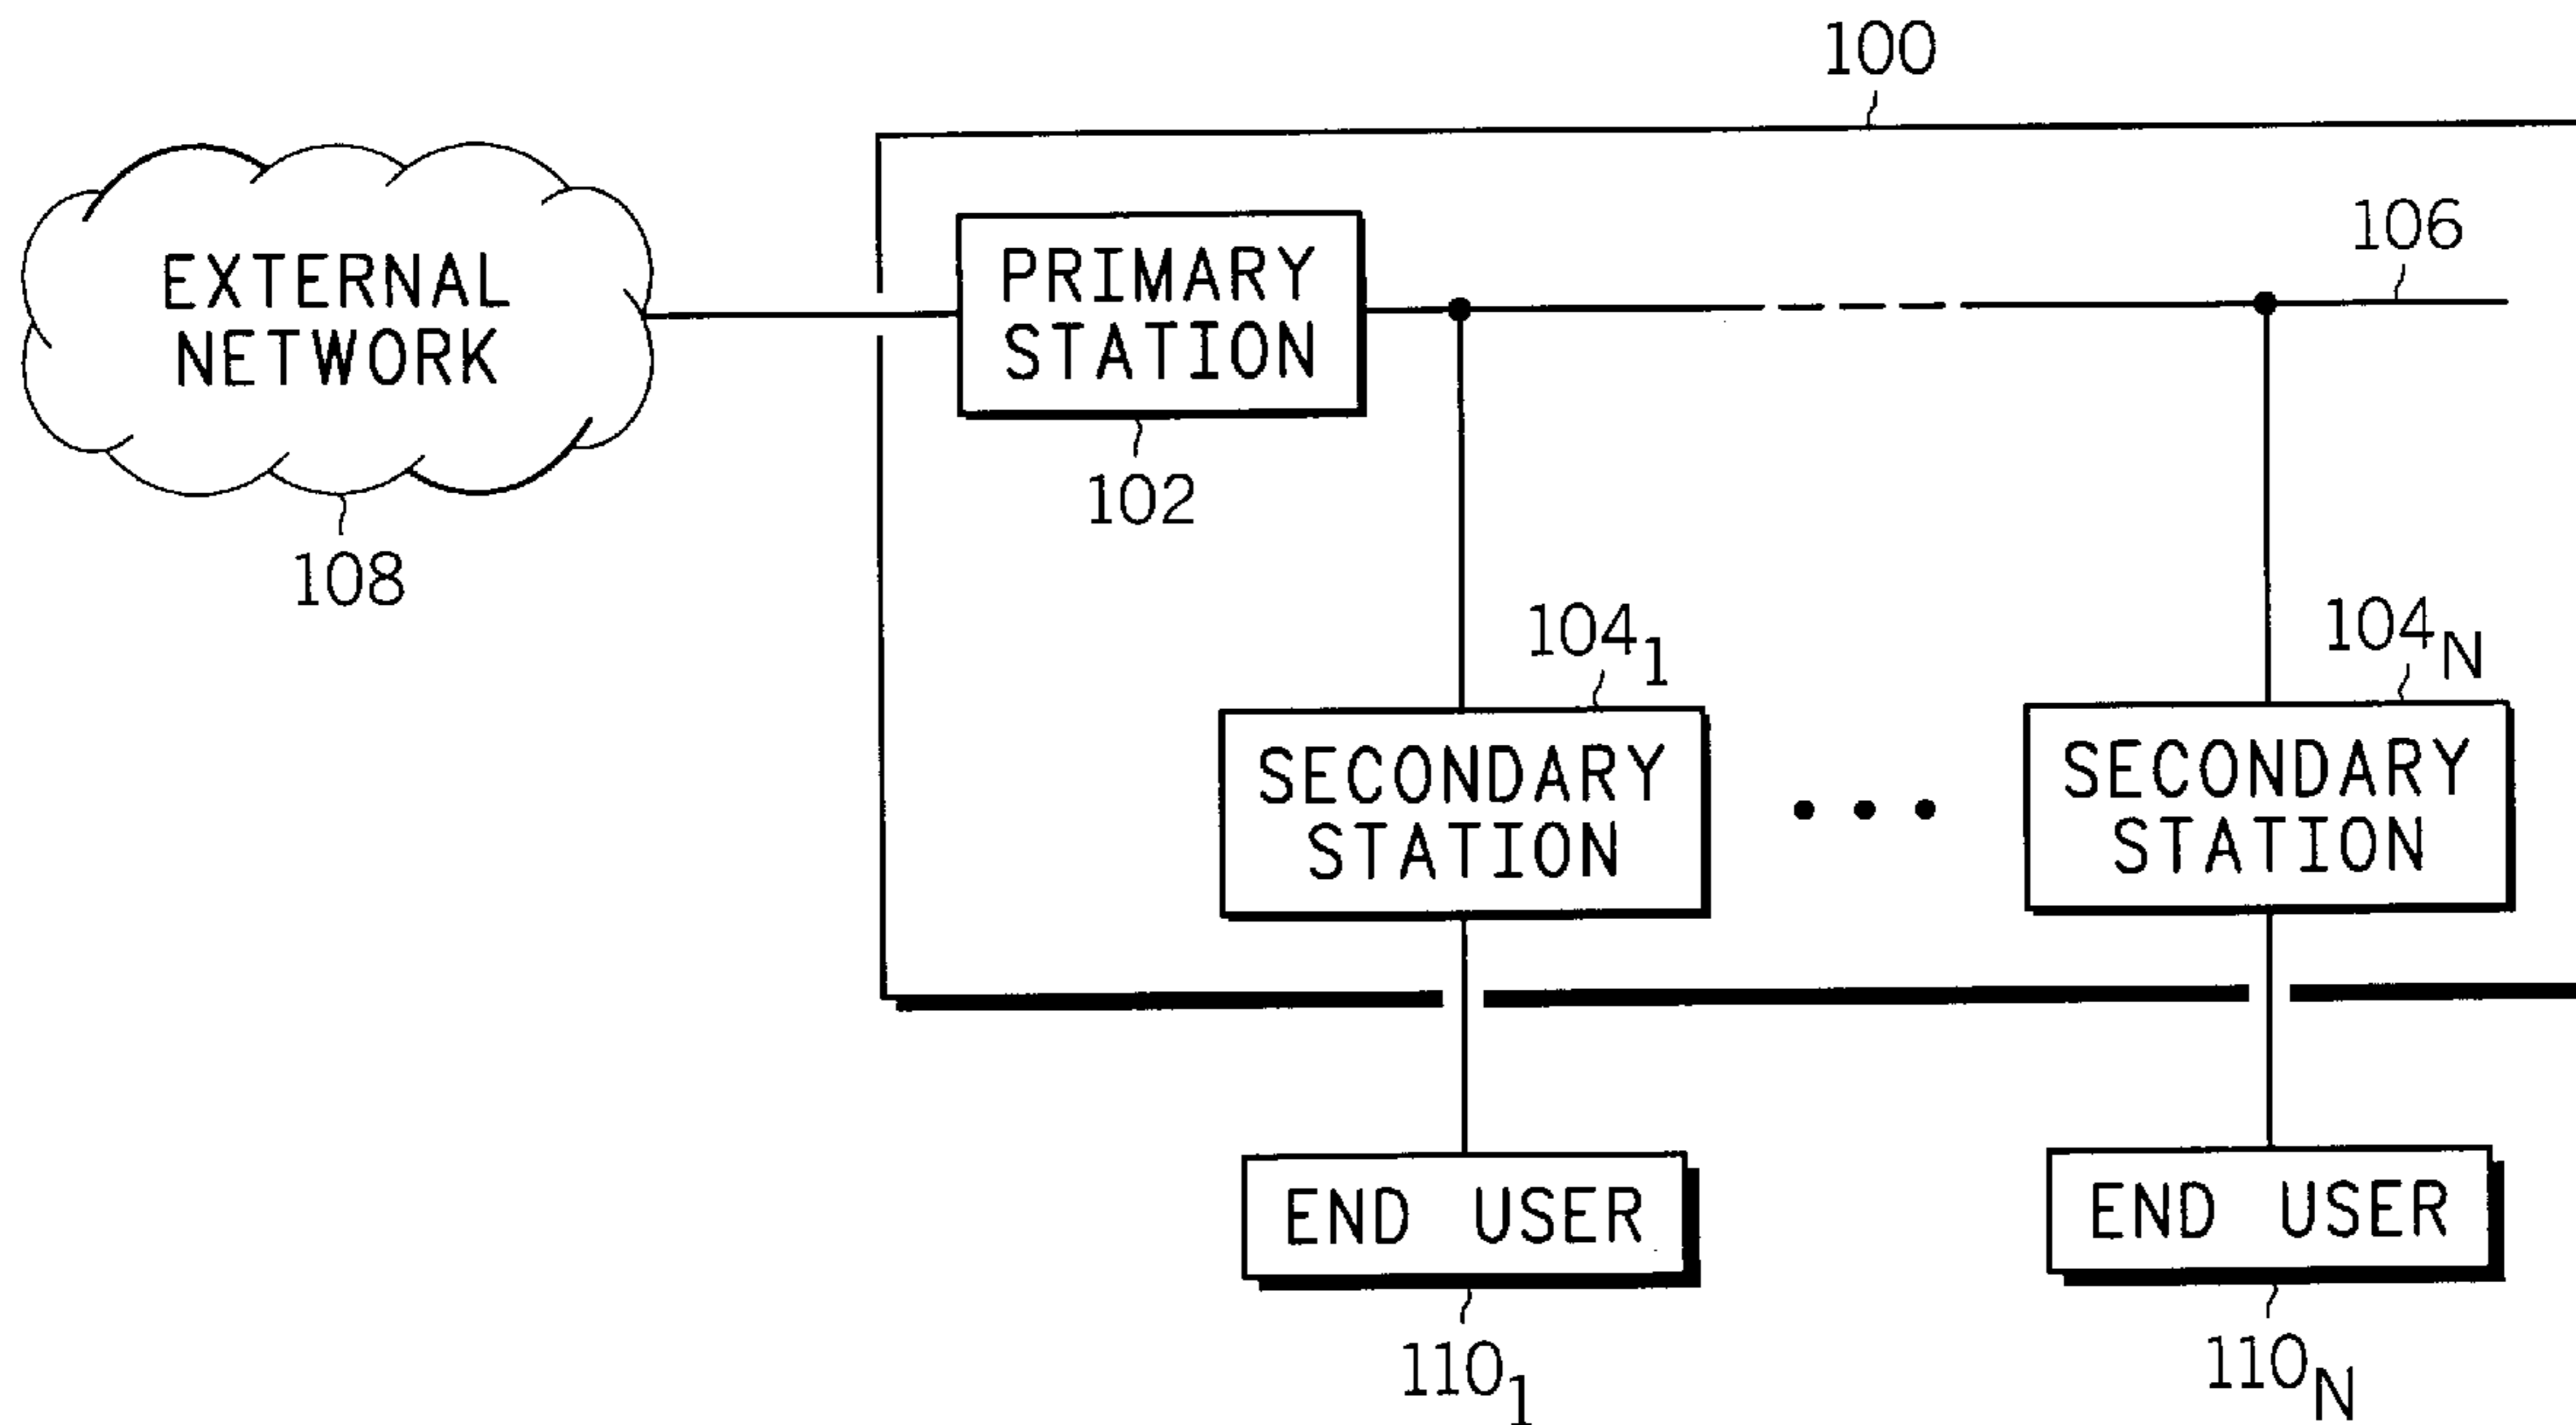 100
106
EXTERNAL
NETWORK
108
PRIMARY
STATION
102
104₁
SECONDARY
STATION
104N
SECONDARY
STATION
END USER
110₁
END USER
110N